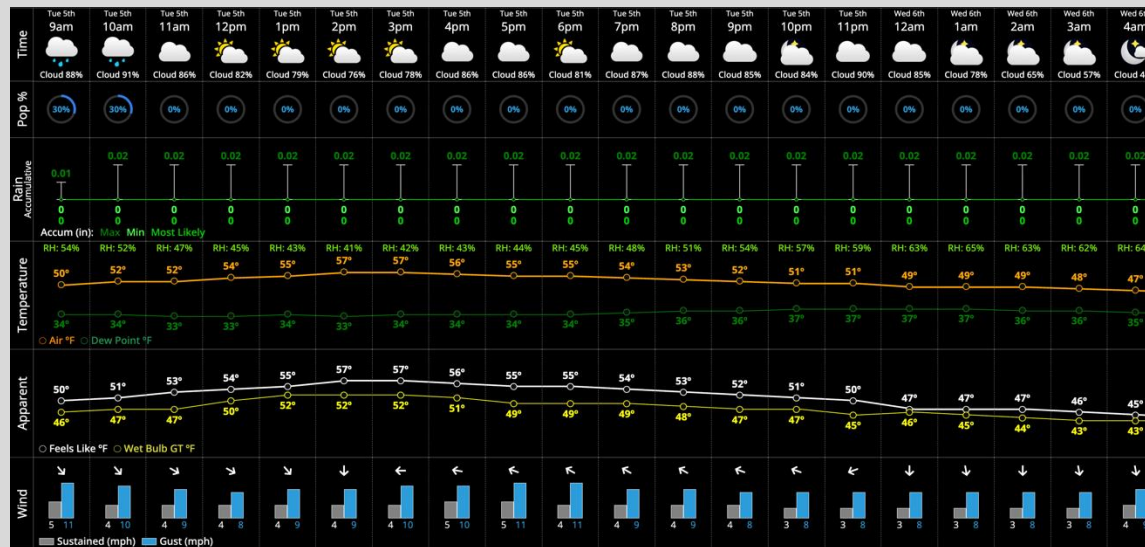 Time
Tue 5th Tue 5th Tue 5th Tue 5th Tue 5th Tue 5th Tue 5th Tue 5th Tue 5th Tue 5th Tue 5th Tue 5th Tue 5th Tue 5th Tue 5th Wed 6th Wed 6th Wed 6th Wed 6th Wed 6t
9am 10am 11am 12pm 1pm 2pm 3pm 4pm 5pm 6pm 7pm 8pm 9pm 10pm 11pm 12am 1am 2am 3am 4am
Cloud 88% Cloud 91% Cloud 86% Cloud 82% Cloud 79% Cloud 76% Cloud 78% Cloud 86% Cloud 86% Cloud 81% Cloud 87% Cloud 88% Cloud 85% Cloud 84% Cloud 90% Cloud 85% Cloud 78% Cloud 65% Cloud 57% Cloud 4
Pop %
30% 30% 0% 0% 0% 0% 0% 0% 0% 0% 0% 0% 0% 0% 0% 0% 0% 0% 0% 0%
Rain
Accumulative
0.01 0.02 0.02 0.02 0.02 0.02 0.02 0.02 0.02 0.02 0.02 0.02 0.02 0.02 0.02 0.02 0.02 0.02 0.02 0.02
0 0 0 0 0 0 0 0 0 0 0 0 0 0 0 0 0 0 0 0
0 0 0 0 0 0 0 0 0 0 0 0 0 0 0 0 0 0 0 0
Accum (in): Max Min Most Likely
Temperature
RH: 54% RH: 52% RH: 47% RH: 45% RH: 43% RH: 41% RH: 42% RH: 43% RH: 44% RH: 45% RH: 48% RH: 51% RH: 54% RH: 57% RH: 59% RH: 63% RH: 65% RH: 63% RH: 62% RH: 64
50° 52° 52° 54° 55° 57° 57° 56° 55° 55° 54° 53° 52° 51° 51° 49° 49° 49° 48° 47°
34° 34° 33° 33° 34° 33° 34° 34° 34° 34° 35° 36° 36° 37° 37° 37° 37° 36° 36° 35°
Air °F Dew Point °F
Apparent
50° 51° 53° 54° 55° 57° 57° 56° 55° 55° 54° 53° 52° 51° 50° 47° 47° 47° 46° 45°
46° 47° 47° 50° 52° 52° 52° 51° 49° 49° 49° 48° 47° 47° 45° 46° 45° 44° 43° 43°
Feels Like °F Wet Bulb GT °F
Wind
5 11 4 10 4 9 4 8 4 9 4 9 4 10 5 10 5 11 4 11 4 9 4 9 4 8 3 8 3 9 3 8 3 8 3 8 3 8 4 9
Sustained (mph) Gust (mph)